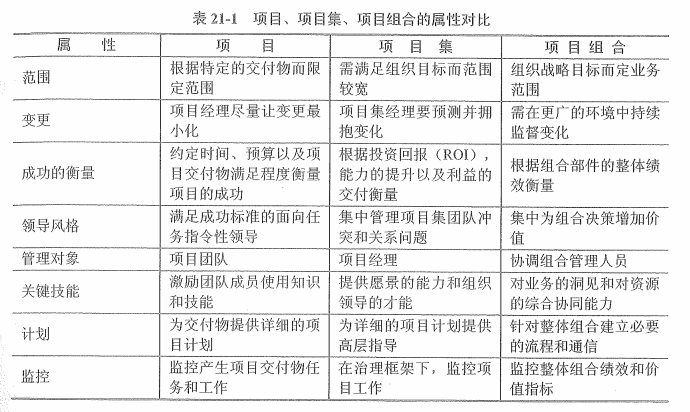 表 21-1 项目、项目集、项目组合的属性对比
属 性 项 目 项 目 集 项 目 组 合
范围 根据特定的交付物而限定范围 需满足组织目标而范围较宽 组织战略目标而定业务范围
变更 项目经理尽量让变更最小化 项目集经理要预测并拥抱变化 需在更广的环境中持续监督变化
成功的衡量 约定时间、预算以及项目交付物满足程度衡量项目的成功 根据投资回报（ROI），能力的提升以及利益的交付衡量 根据组合部件的整体绩效衡量
领导风格 满足成功标准的面向任务指令性领导 集中管理项目集团队冲突和关系问题 集中为组合决策增加价值
管理对象 项目团队 项目经理 协调组合管理人员
关键技能 激励团队成员使用知识和技能 提供愿景的能力和组织领导的才能 对业务的洞见和对资源的综合协同能力
计划 为交付物提供详细的项目计划 为详细的项目计划提供高层指导 针对整体组合建立必要的流程和通信
监控 监控产生项目交付物任务和工作 在治理框架下，监控项目工作 监控整体组合绩效和价值指标